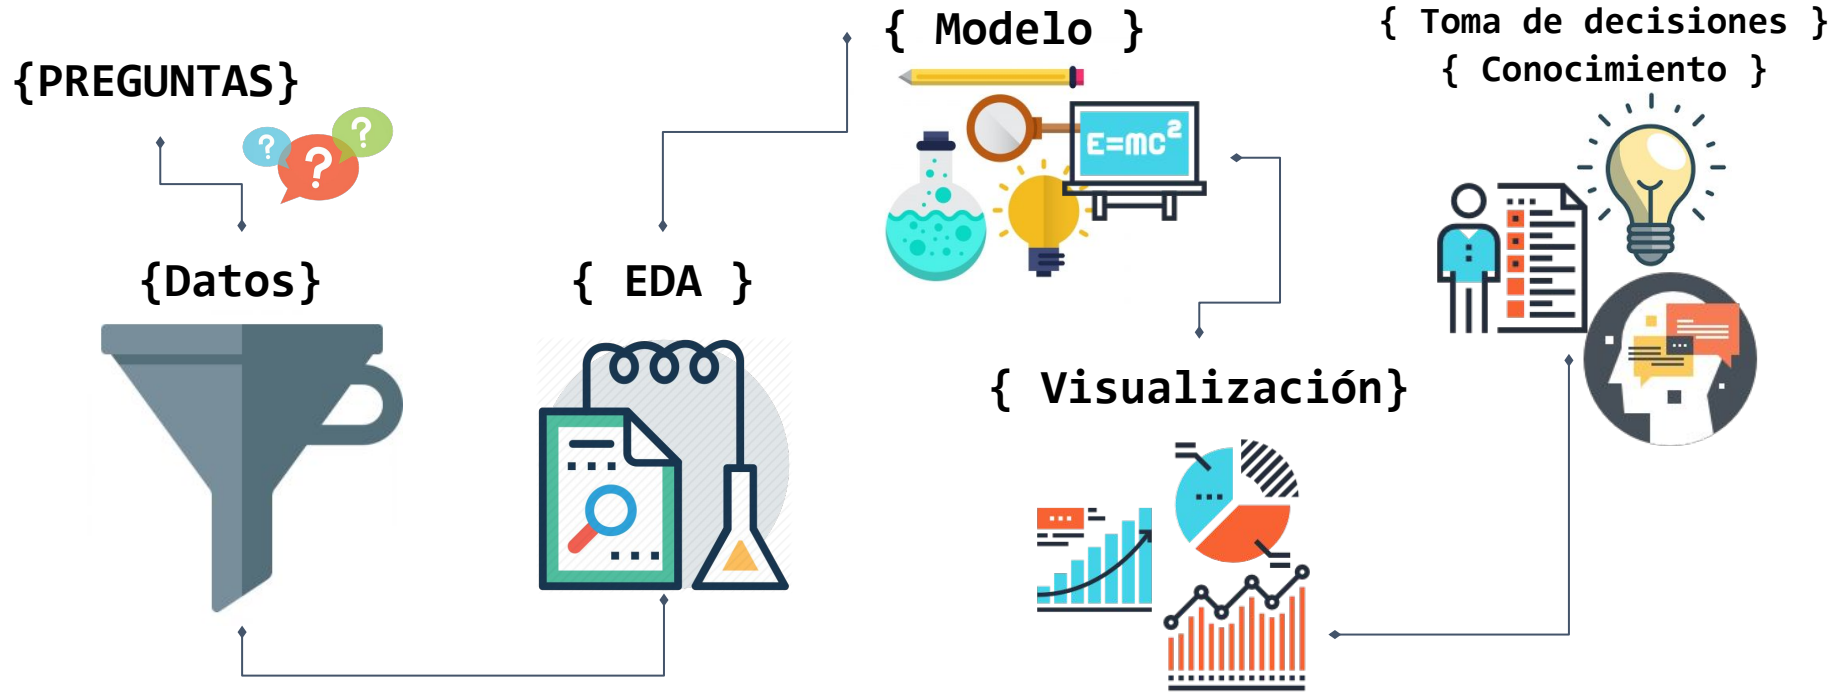 {PREGUNTAS}
? ? ?
{Datos}
{ EDA }
{ Modelo }
E=mc²
{ Visualización}
{ Toma de decisiones }
{ Conocimiento }